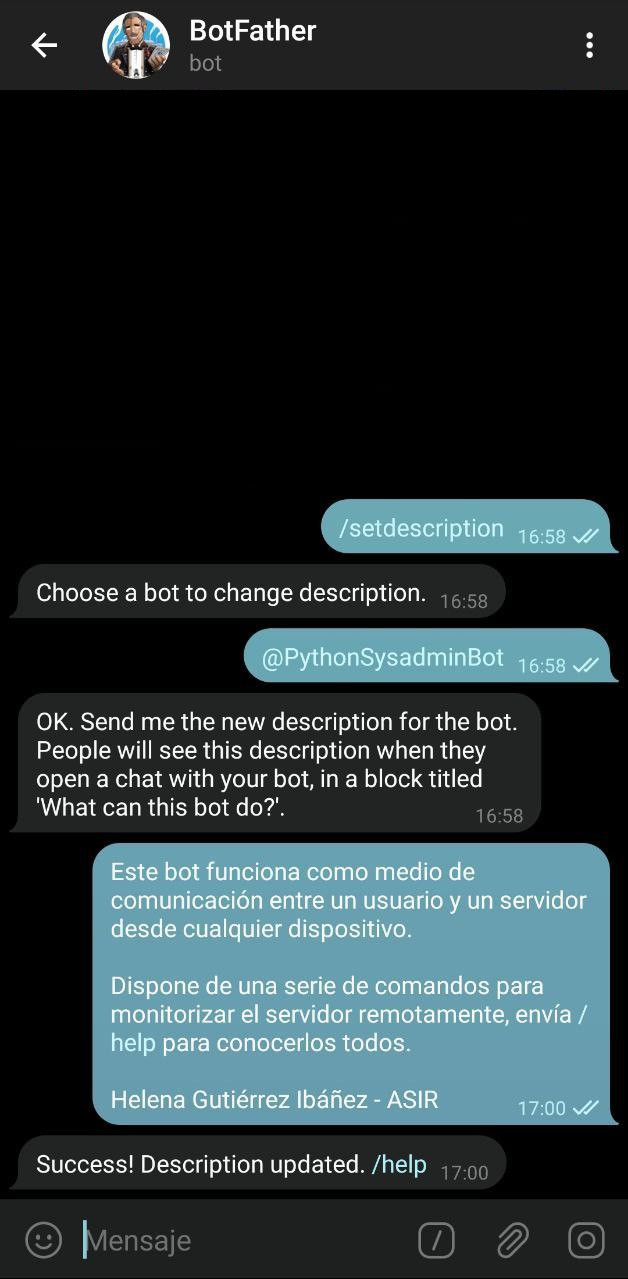 BotFather
bot
/setdescription 16:58
Choose a bot to change description. 16:58
@PythonSysadminBot 16:58
OK. Send me the new description for the bot.
People will see this description when they
open a chat with your bot, in a block titled
'What can this bot do?'. 16:58
Este bot funciona como medio de
comunicación entre un usuario y un servidor
desde cualquier dispositivo.
Dispone de una serie de comandos para
monitorizar el servidor remotamente, envía /
help para conocerlos todos.
Helena Gutiérrez Ibáñez - ASIR 17:00
Success! Description updated. /help 17:00
Mensaje